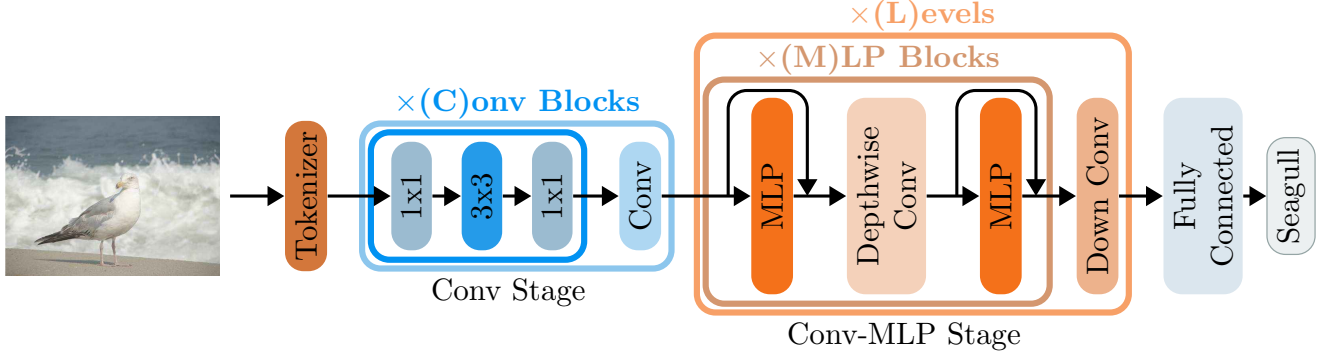 ×(L)evels
×(M)LP Blocks
×(C)onv Blocks
Tokenizer
1x1
3x3
1x1
Conv
MLP
Depthwise
Conv
MLP
Down Conv
Fully
Connected
Seagull
Conv Stage
Conv-MLP Stage